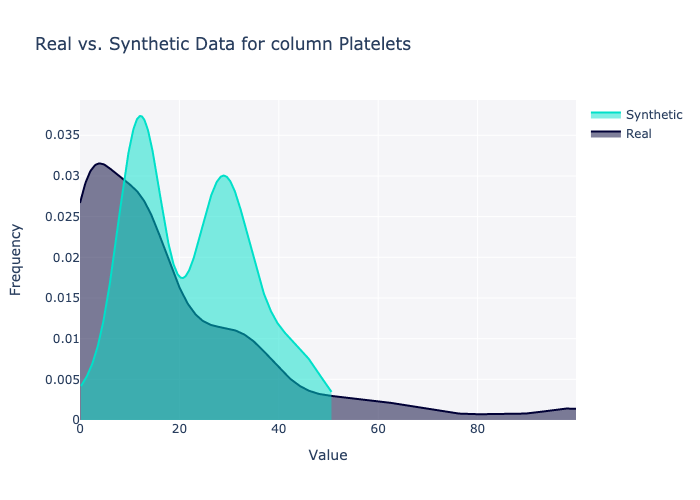 Real vs. Synthetic Data for column Platelets
Synthetic
Real
Frequency
0.035
0.03
0.025
0.02
0.015
0.01
0.005
0
0
20
40
60
80
Value